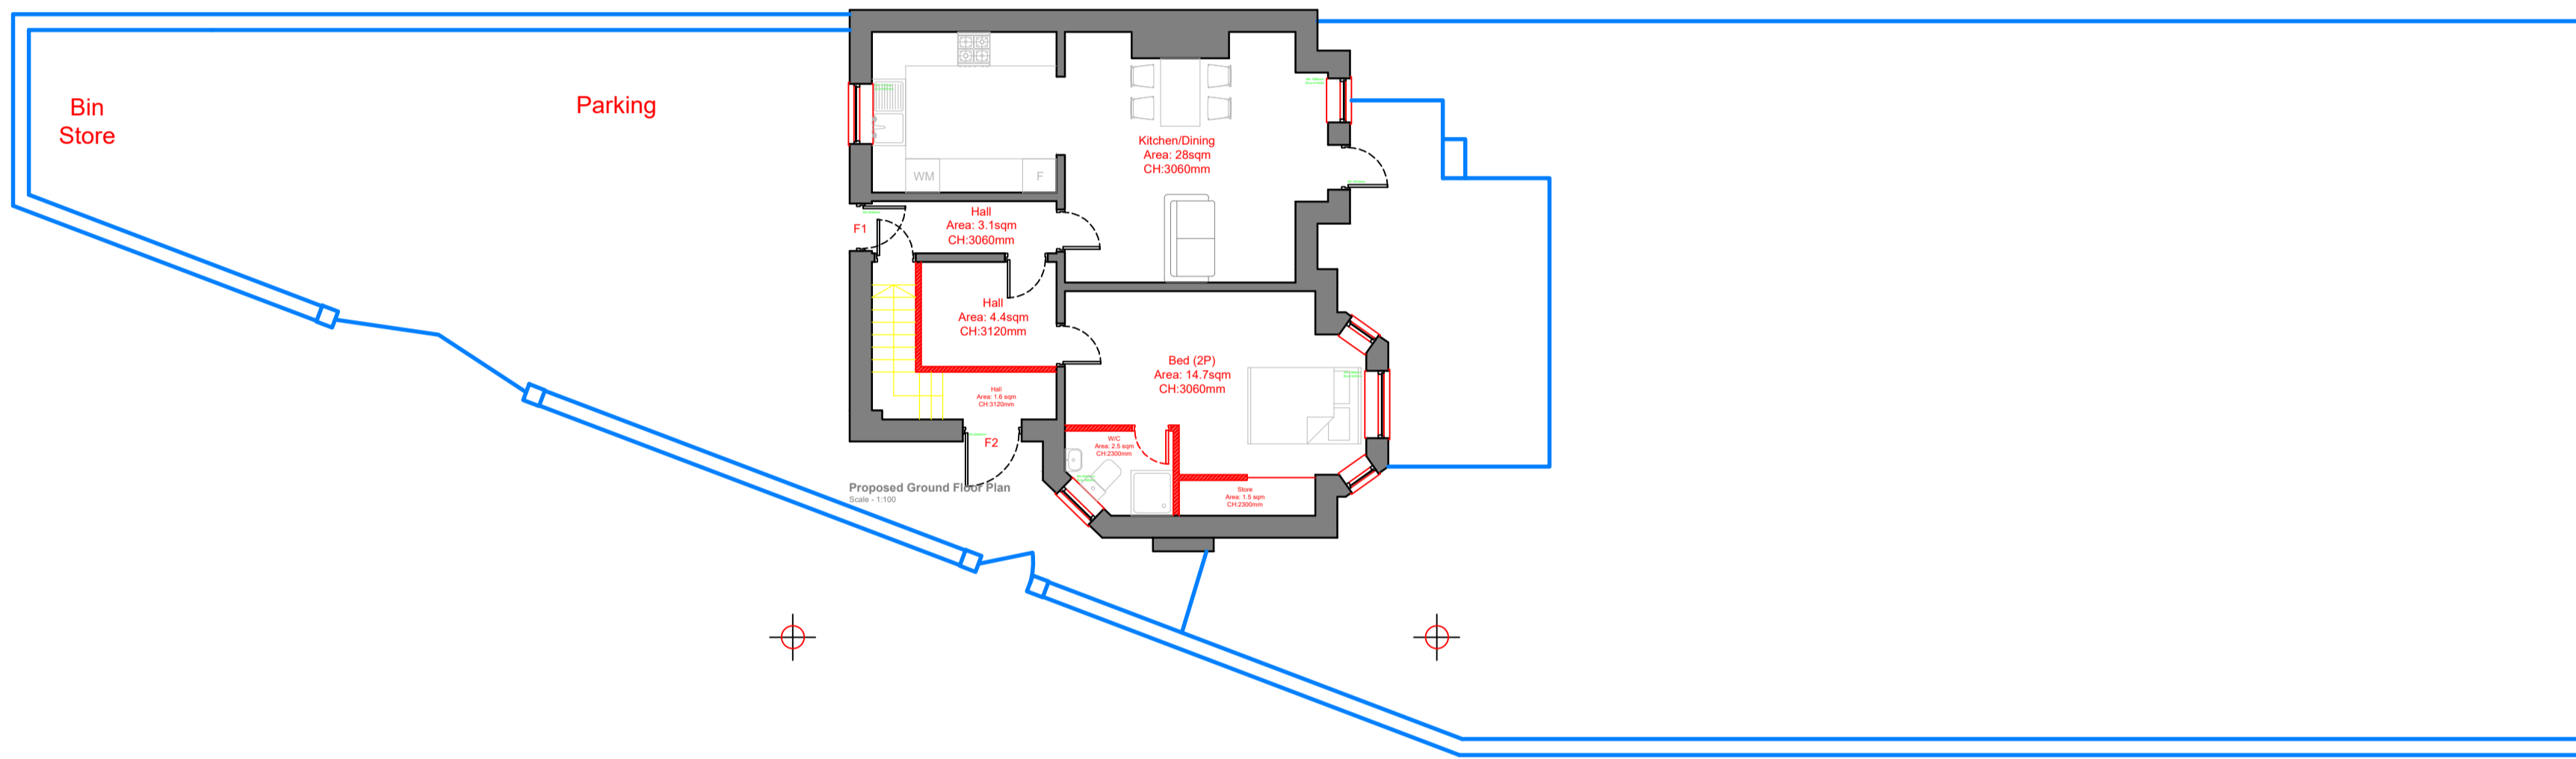 Bin
Store
Parking
Kitchen/Dining
Area: 28sqm
CH:3060mm
WM
F
Hall
Area: 3.1sqm
CH:3060mm
F1
Hall
Area: 4.4sqm
CH:3120mm
Bed (2P)
Area: 14.7sqm
CH:3060mm
Hall
Area: 1.6 sqm
CH:3120mm
F2
W/C
Area: 2.5 sqm
CH:2300mm
Store
Area: 1.5 sqm
CH:2300mm
Proposed Ground Floor Plan
Scale - 1:100